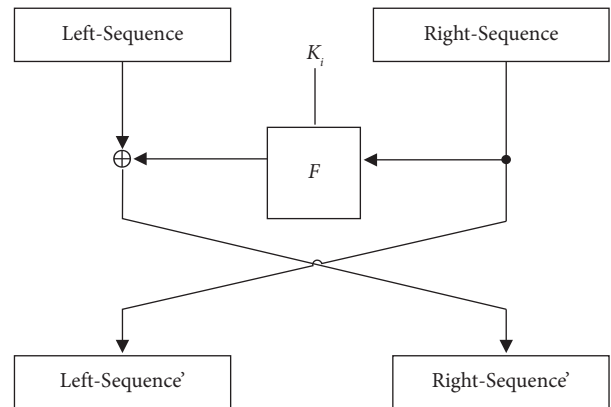 Left-Sequence
Right-Sequence
K_i
F
Left-Sequence’
Right-Sequence’